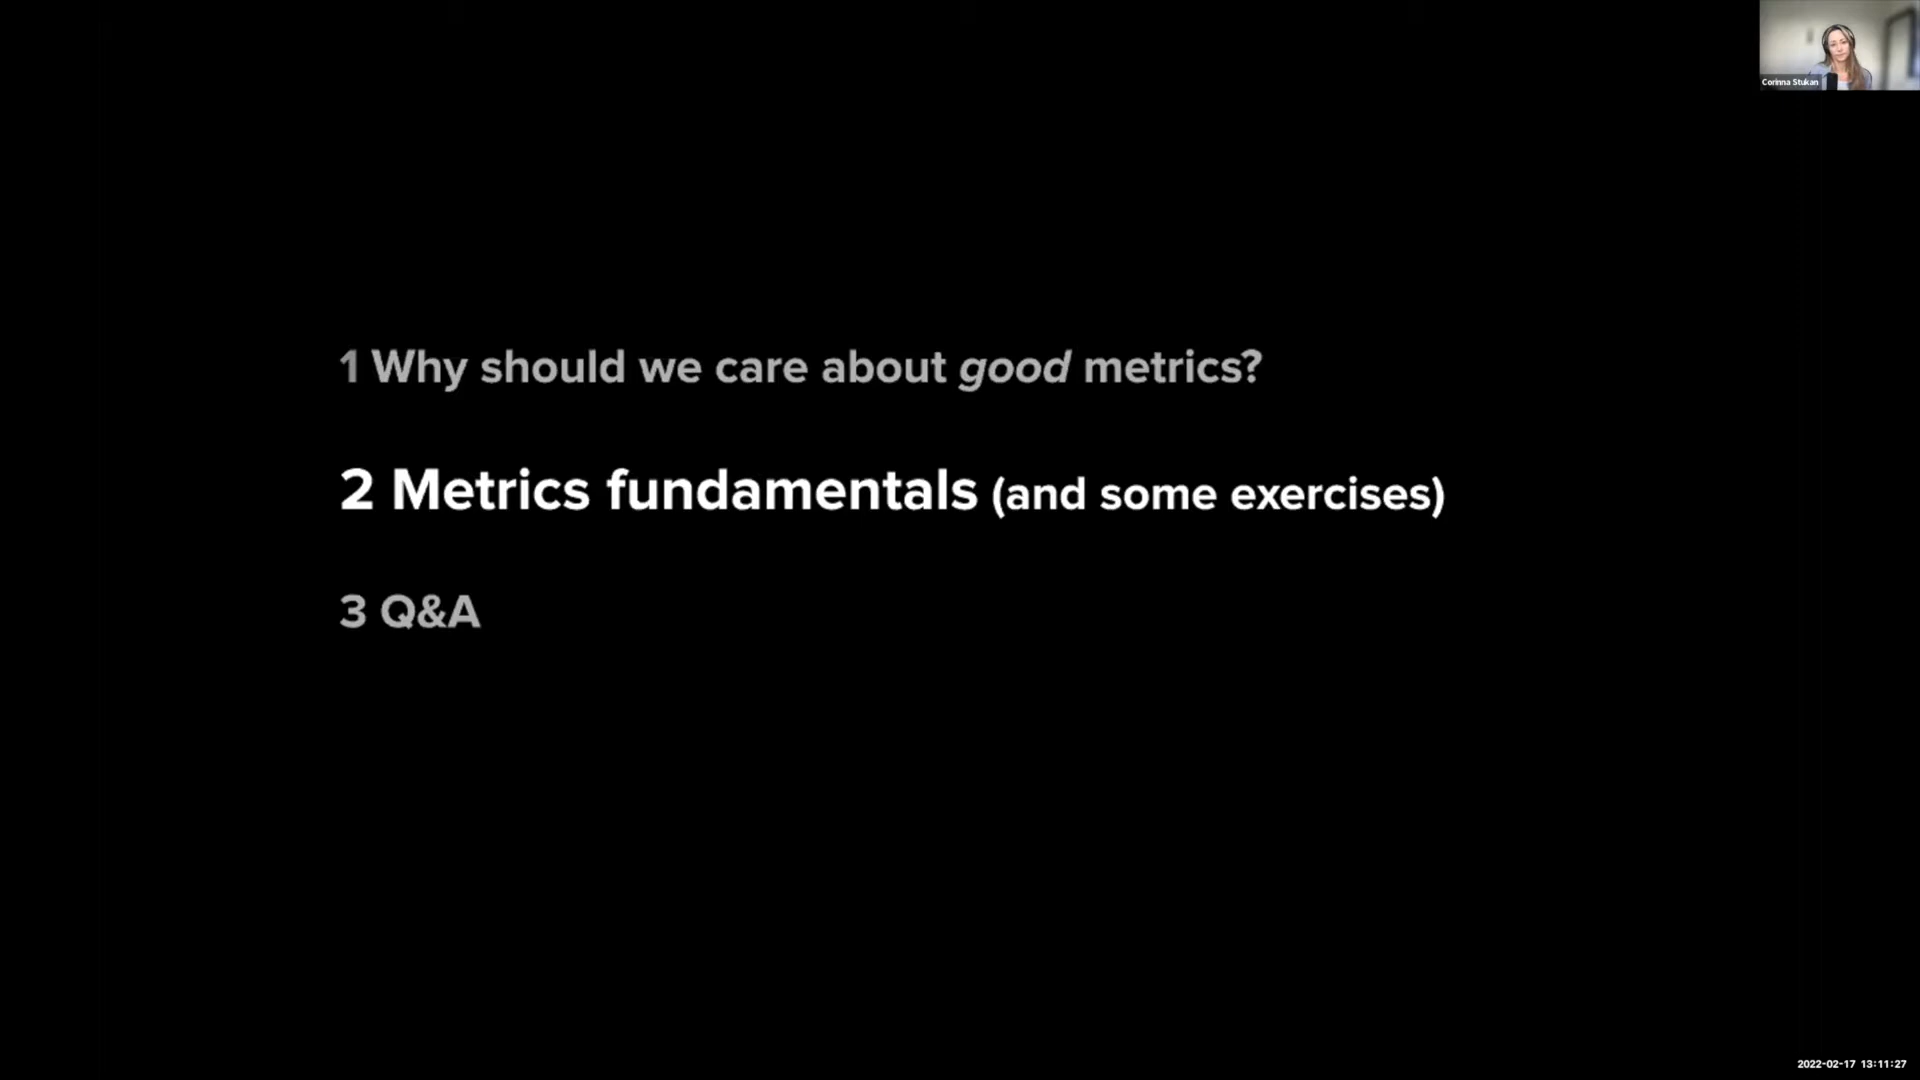 Corinna Stukan
1 Why should we care about good metrics?
2 Metrics fundamentals (and some exercises)
3 Q&A
2022-02-17 13:11:27